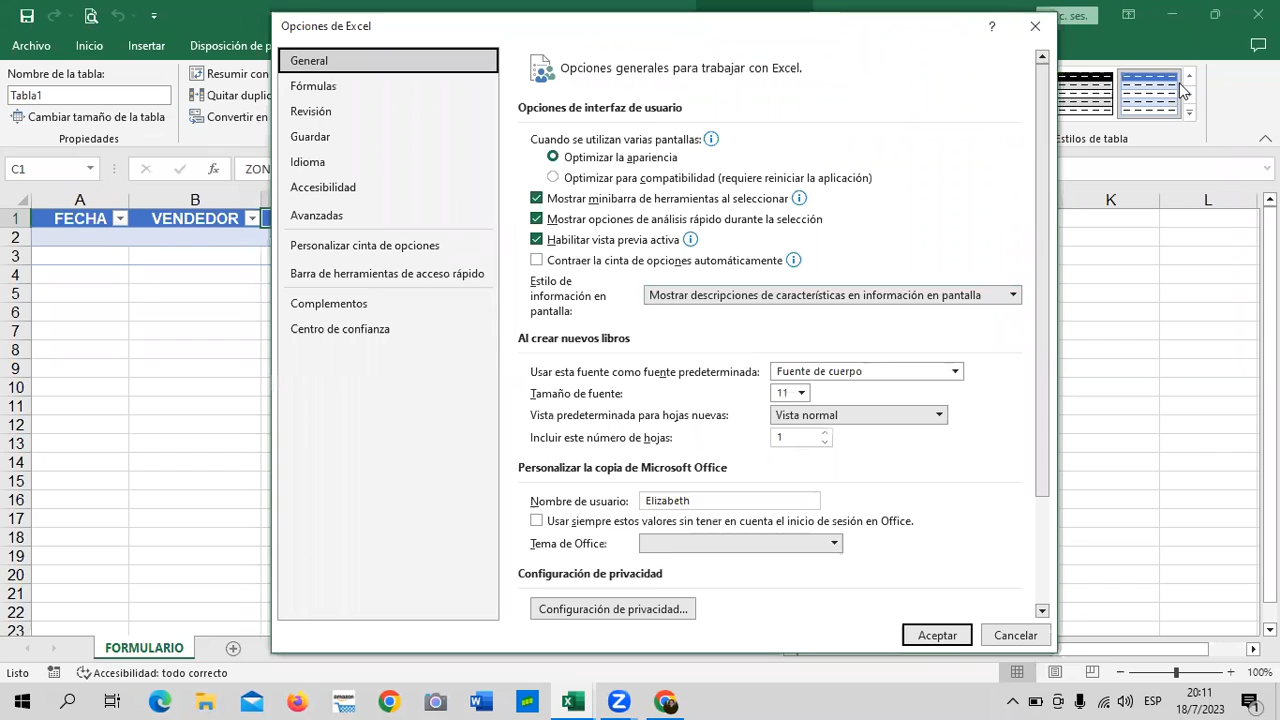 Opciones de Excel
?
c. ses.
Archivo Inicio Insertar Disposición de
Nombre de la tabla:
Tabla1
Cambiar tamaño de la tabla
Propiedades
Resumir con
Quitar duplic
Convertir en
Estilos de tabla
C1 fx ZON
A B K L
FECHA VENDEDOR
1
2
3
4
5
6
7
8
9
10
11
12
13
14
15
16
17
18
19
20
21
22
23
General
Fórmulas
Revisión
Guardar
Idioma
Accesibilidad
Avanzadas
Personalizar cinta de opciones
Barra de herramientas de acceso rápido
Complementos
Centro de confianza
Opciones generales para trabajar con Excel.
Opciones de interfaz de usuario
Cuando se utilizan varias pantallas:
Optimizar la apariencia
Optimizar para compatibilidad (requiere reiniciar la aplicación)
Mostrar minibarra de herramientas al seleccionar
Mostrar opciones de análisis rápido durante la selección
Habilitar vista previa activa
Contraer la cinta de opciones automáticamente
Estilo de
información en
pantalla:
Mostrar descripciones de características en información en pantalla
Al crear nuevos libros
Usar esta fuente como fuente predeterminada: Fuente de cuerpo
Tamaño de fuente: 11
Vista predeterminada para hojas nuevas: Vista normal
Incluir este número de hojas: 1
Personalizar la copia de Microsoft Office
Nombre de usuario: Elizabeth
Usar siempre estos valores sin tener en cuenta el inicio de sesión en Office.
Tema de Office:
Configuración de privacidad
Configuración de privacidad...
Aceptar Cancelar
FORMULARIO
Listo Accesibilidad: todo correcto
100%
amazon
ESP
20:11
18/7/2023
1